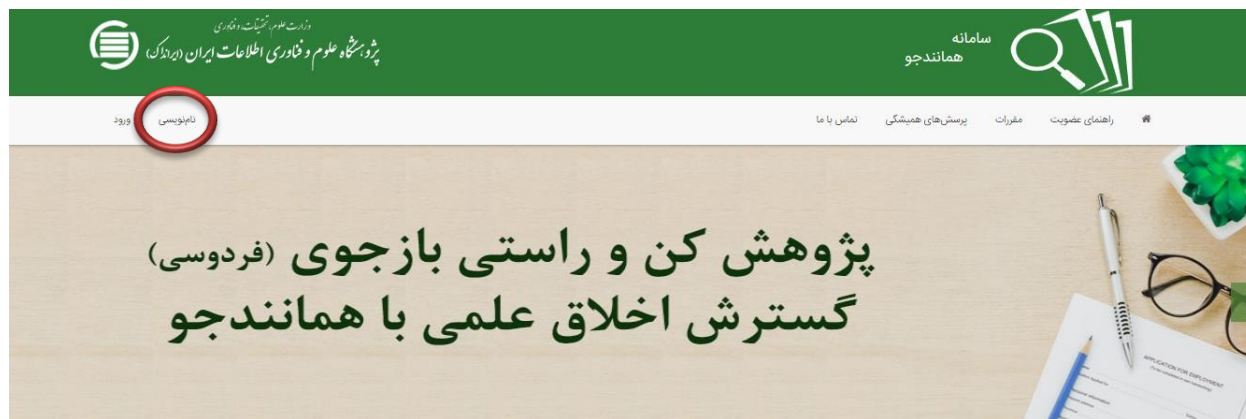 سامانه
همانندجو
وزارت علوم، تحقیقات و فناوری
پژوهشگاه علوم و فناوری اطلاعات ایران (ایرانداک)
راهنمای عضویت
مقررات
پرسش‌های همیشگی
تماس با ما
نام‌نویسی
ورود
پژوهش کن و راستی بازجوی (فردوسی)
گسترش اخلاق علمی با همانندجو
APPLICATION FOR EMPLOYMENT